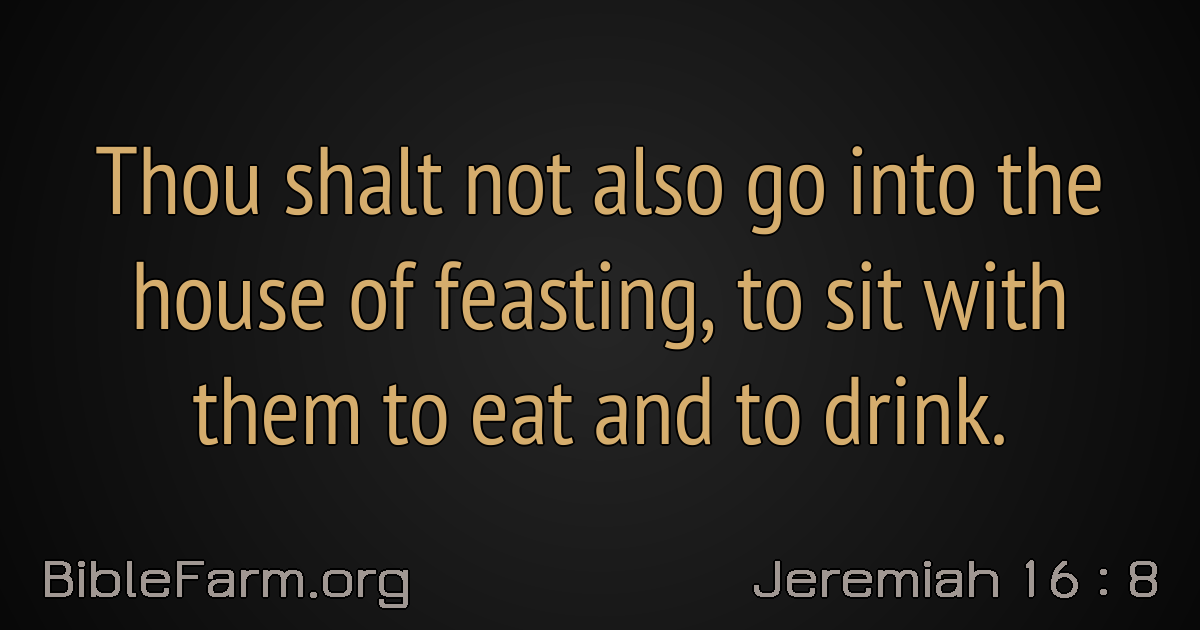 Thou shalt not also go into the
house of feasting, to sit with
them to eat and to drink.
BibleFarm.org
Jeremiah 16 : 8